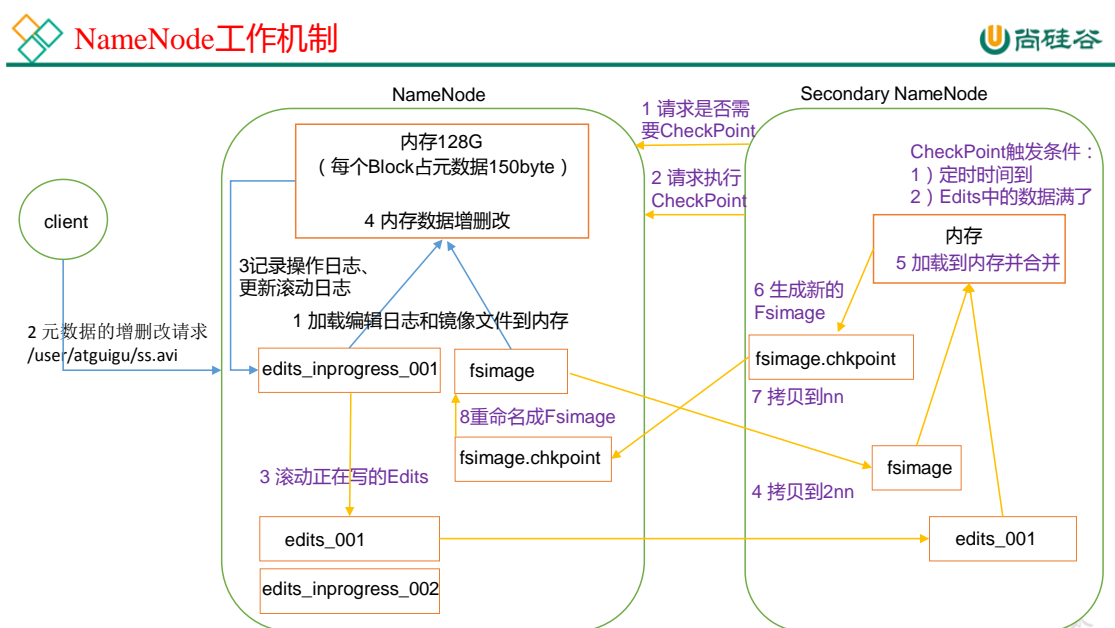 NameNode工作机制
尚硅谷
NameNode
Secondary NameNode
内存128G
（每个Block占元数据150byte）
4 内存数据增删改
1 请求是否需
要CheckPoint
2 请求执行
CheckPoint
CheckPoint触发条件：
1）定时时间到
2）Edits中的数据满了
client
内存
5 加载到内存并合并
3记录操作日志、
更新滚动日志
6 生成新的
Fsimage
1 加载编辑日志和镜像文件到内存
2 元数据的增删改请求
/user/atguigu/ss.avi
edits_inprogress_001
fsimage
fsimage.chkpoint
7 拷贝到nn
8重命名成Fsimage
fsimage.chkpoint
3 滚动正在写的Edits
fsimage
4 拷贝到2nn
edits_001
edits_001
edits_inprogress_002